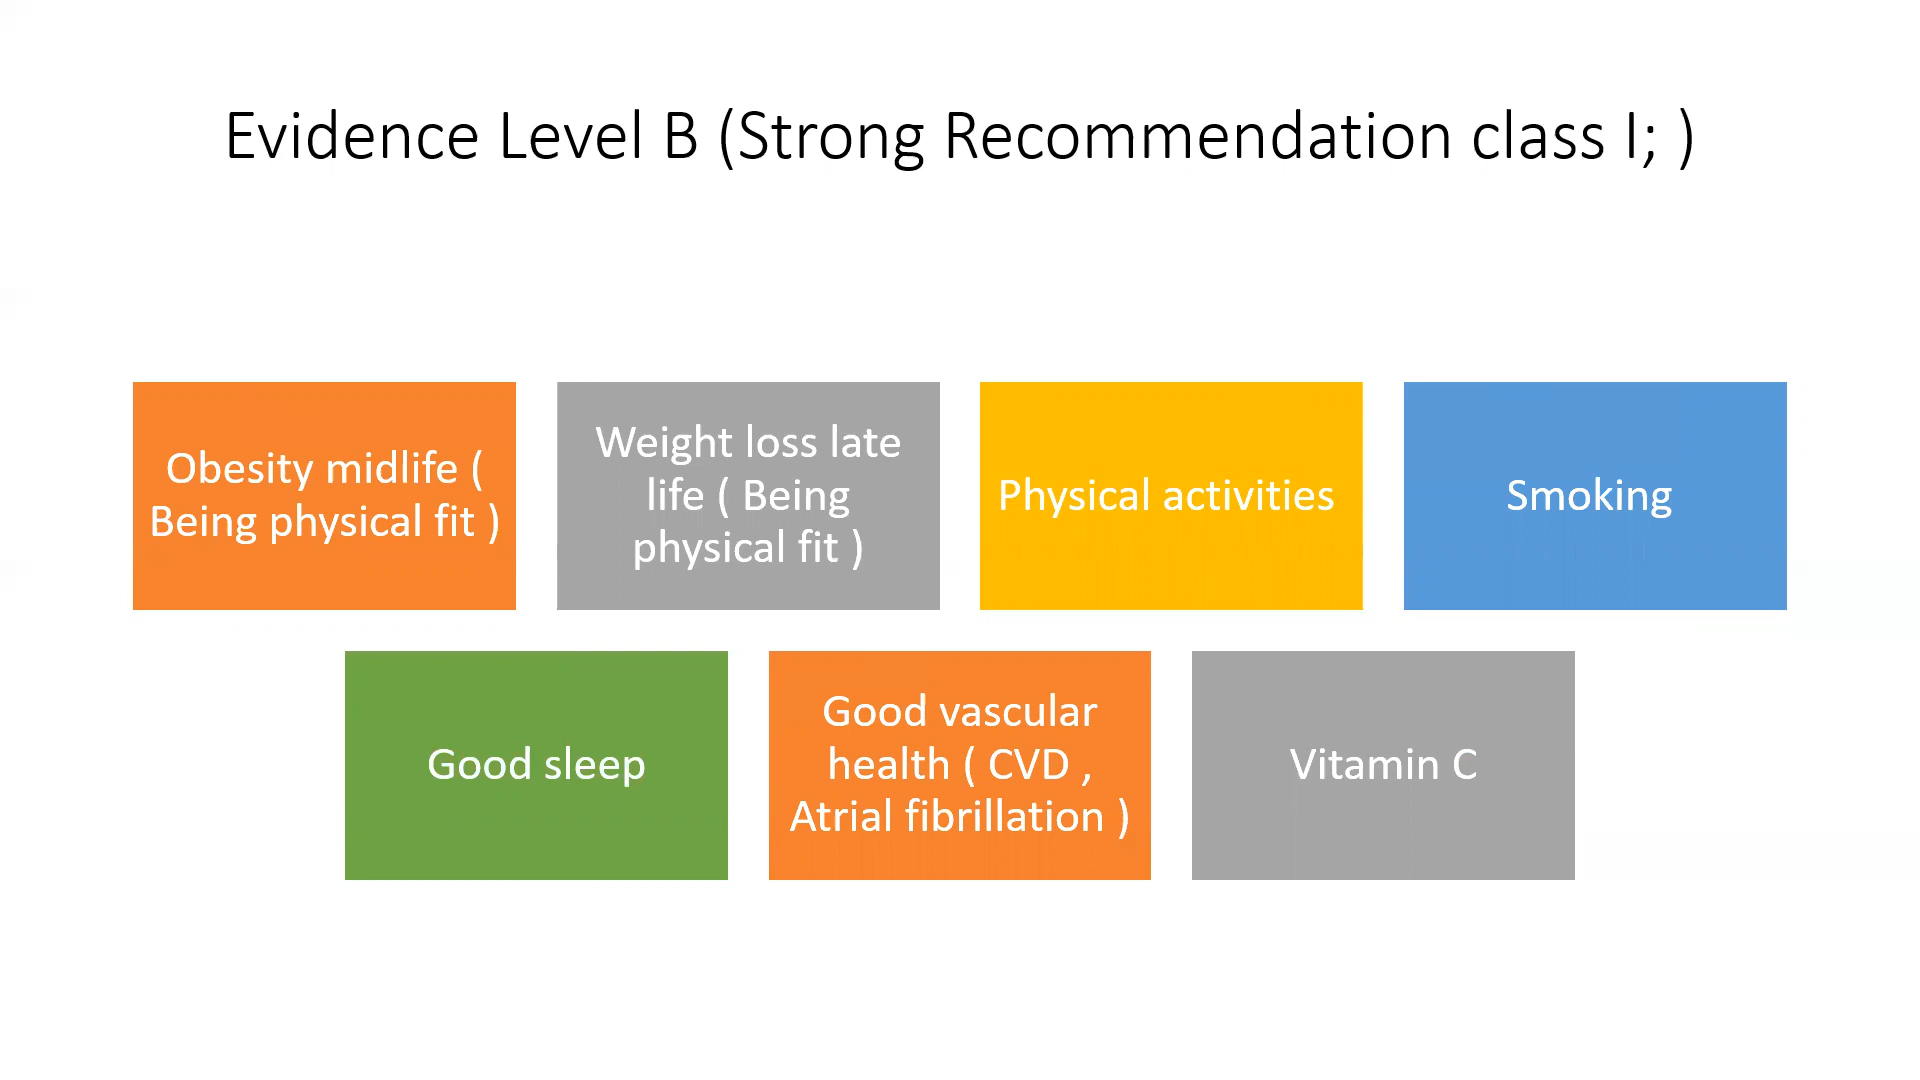 Evidence Level B (Strong Recommendation class I; )
Obesity midlife (
Being physical fit )
Weight loss late
life ( Being
physical fit )
Physical activities
Smoking
Good sleep
Good vascular
health ( CVD ,
Atrial fibrillation )
Vitamin C